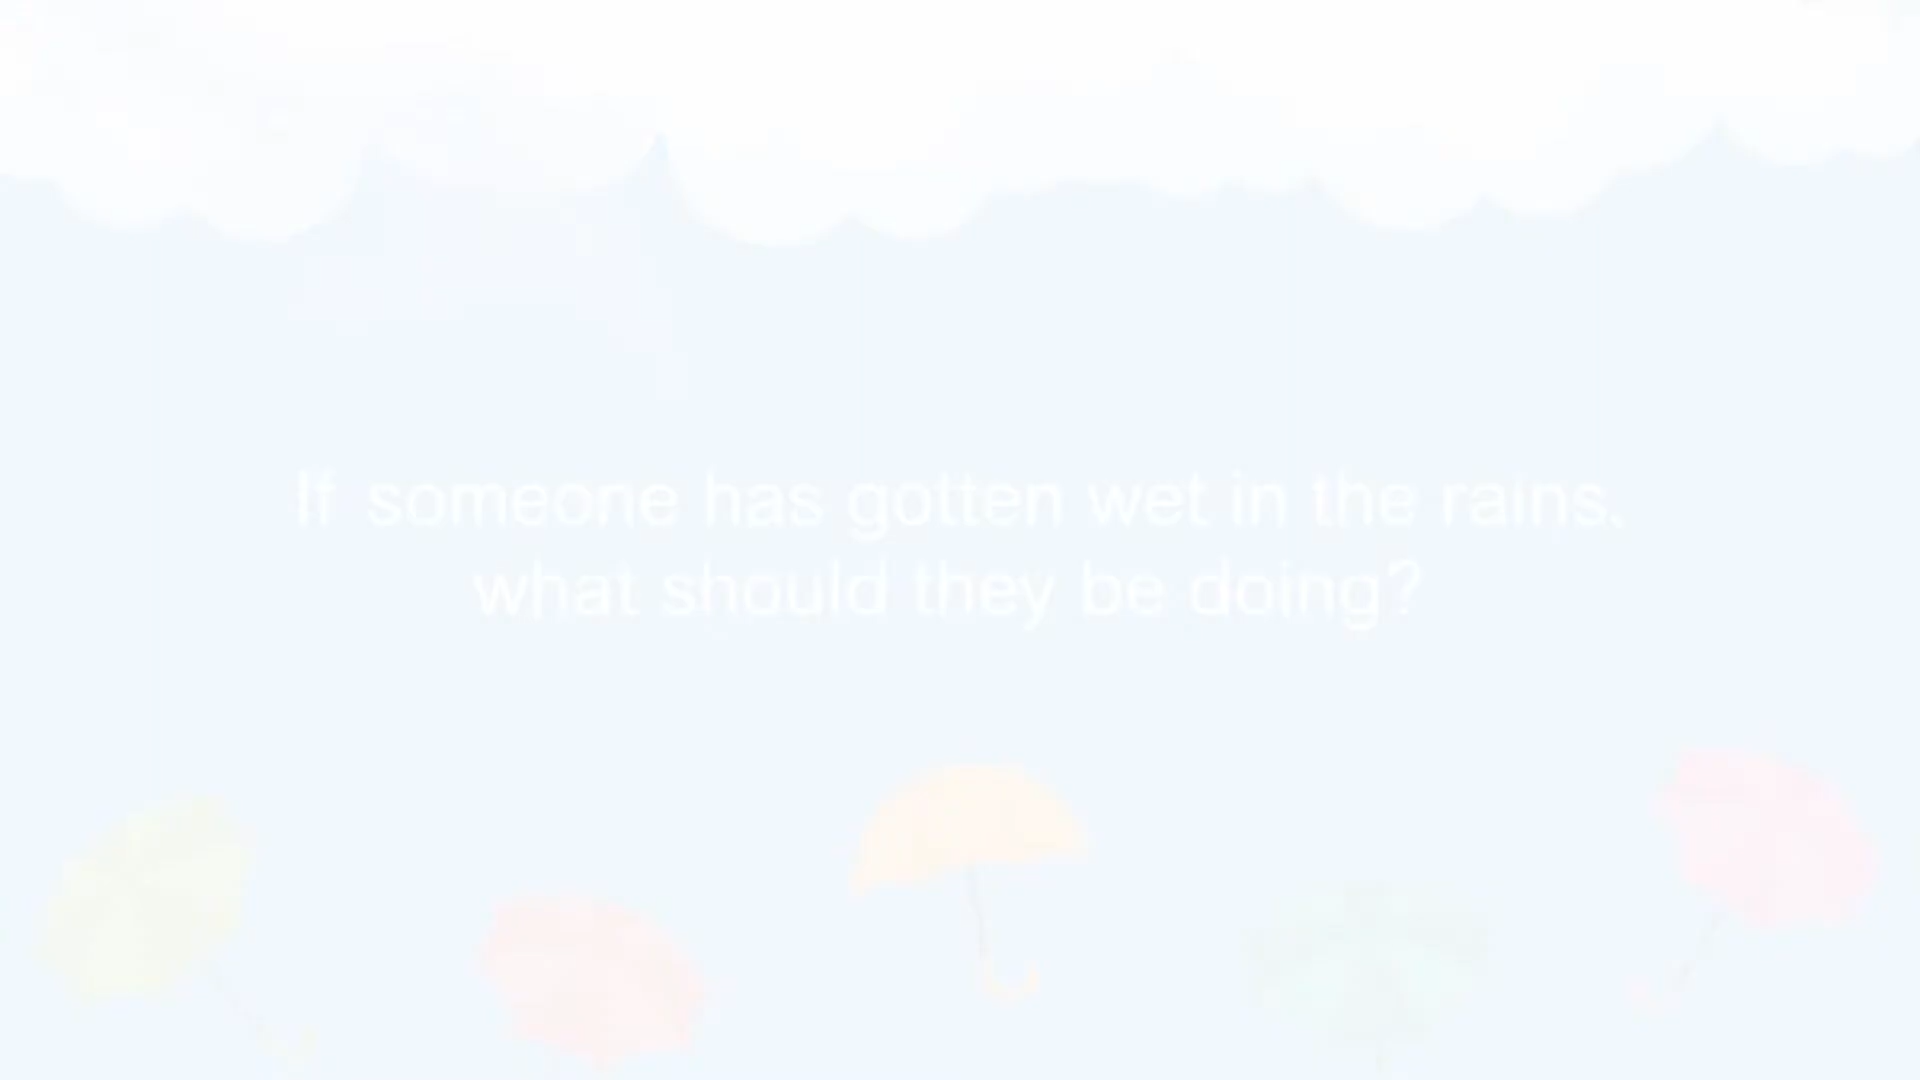 If someone has gotten wet in the rains,
what should they be doing?